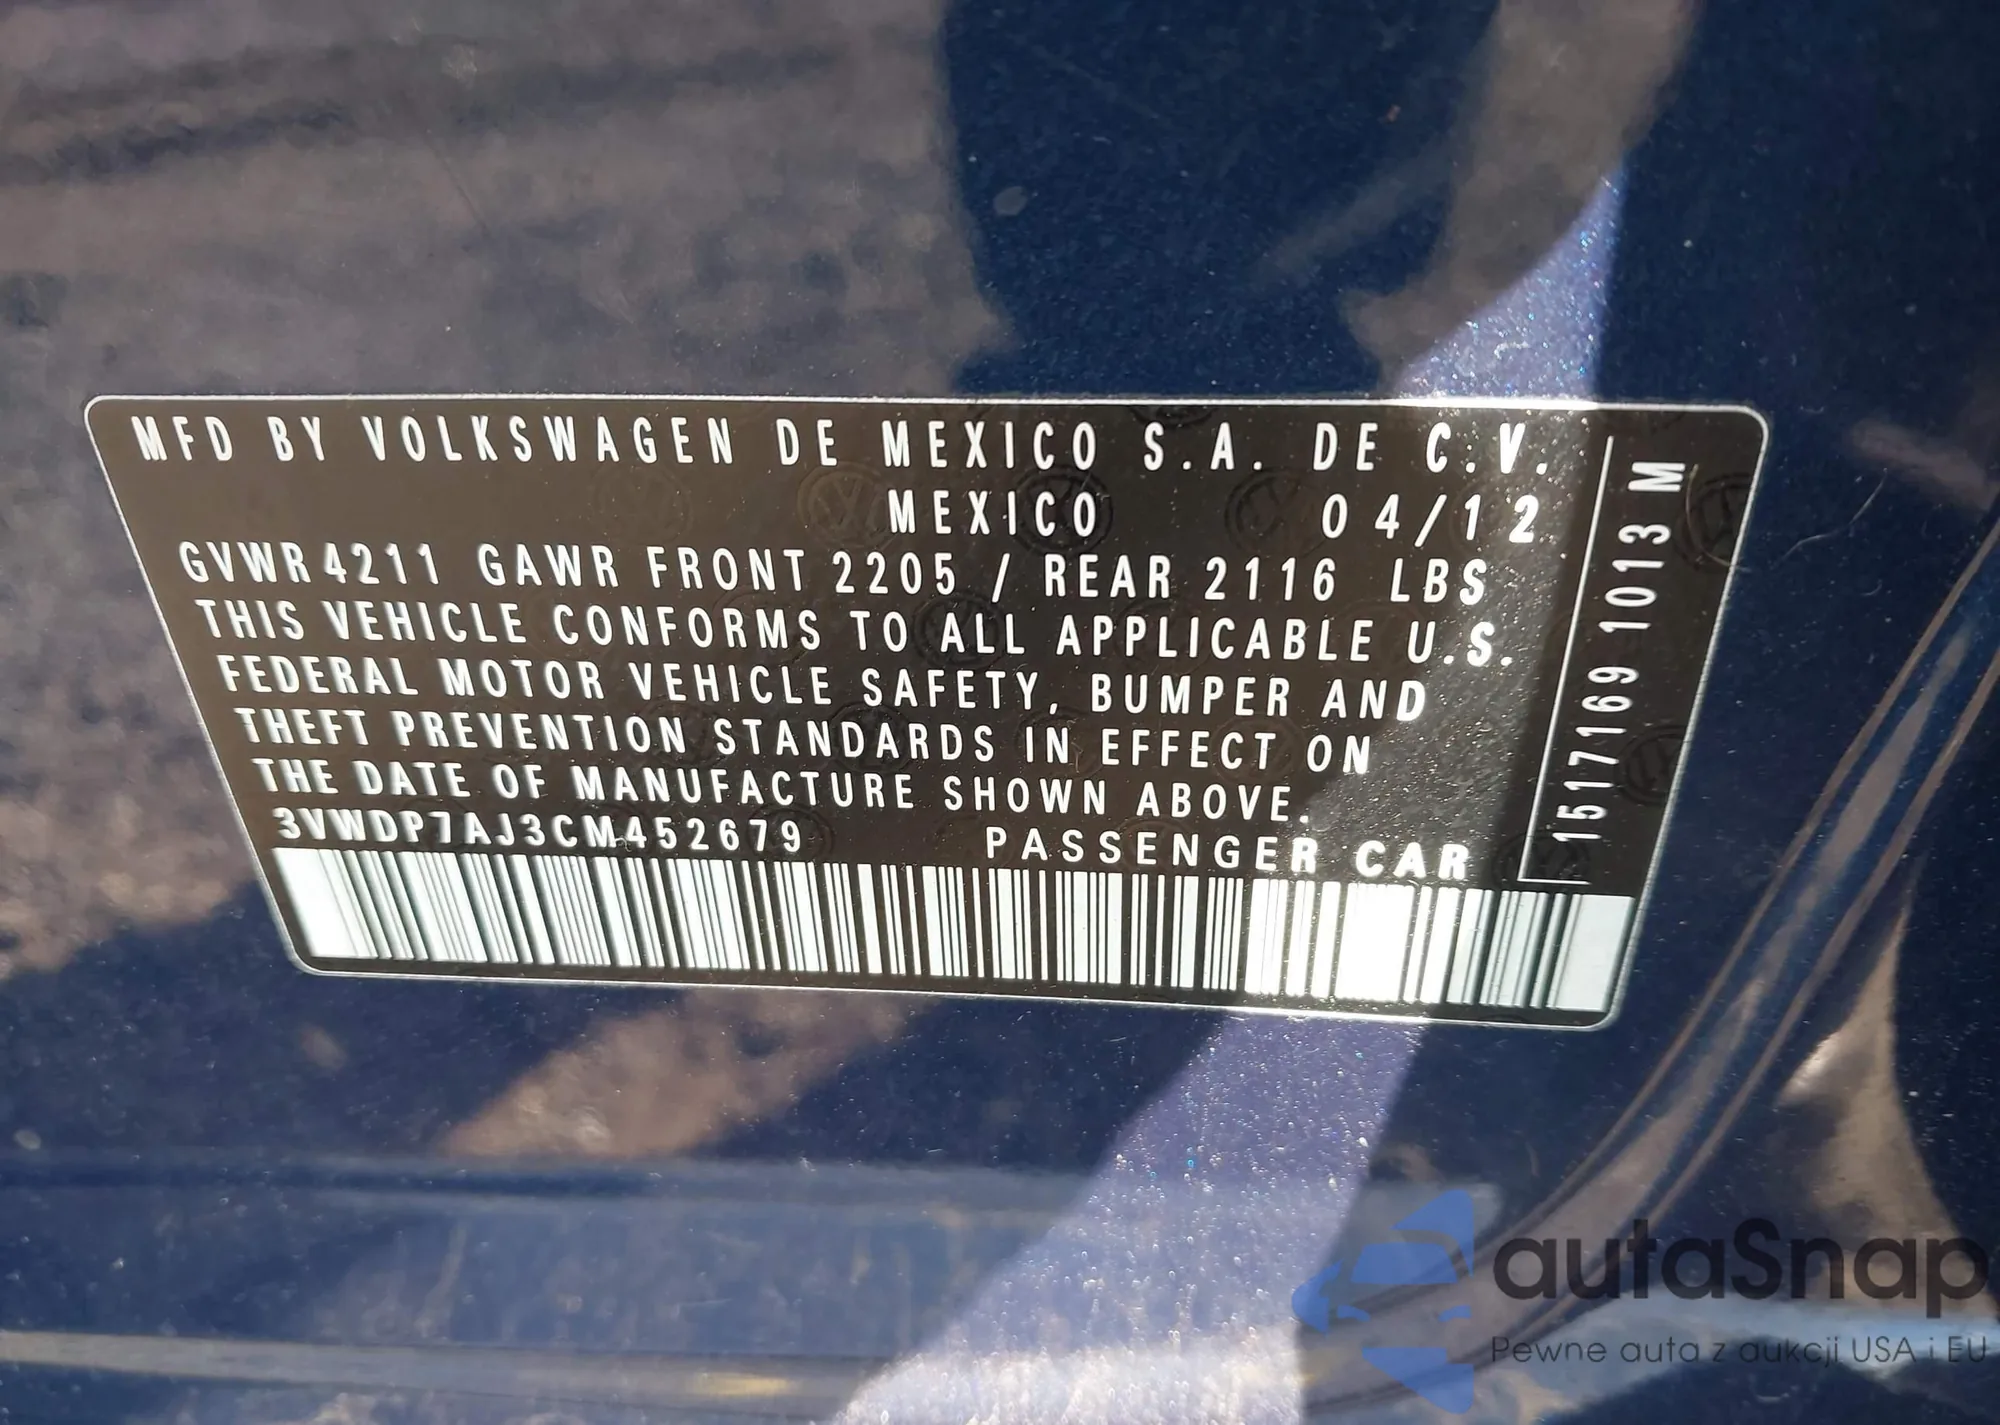 MFD BY VOLKSWAGEN DE MEXICO S.A. DE C.V.
MEXICO 04/12
GVWR 4211 GAWR FRONT 2205 / REAR 2116 LBS
THIS VEHICLE CONFORMS TO ALL APPLICABLE U.S.
FEDERAL MOTOR VEHICLE SAFETY, BUMPER AND
THEFT PREVENTION STANDARDS IN EFFECT ON
THE DATE OF MANUFACTURE SHOWN ABOVE.
3VWDP7AJ3CM452679 PASSENGER CAR
1517169 1013 M
autaSnap
Pewne auta z aukcji USA i EU